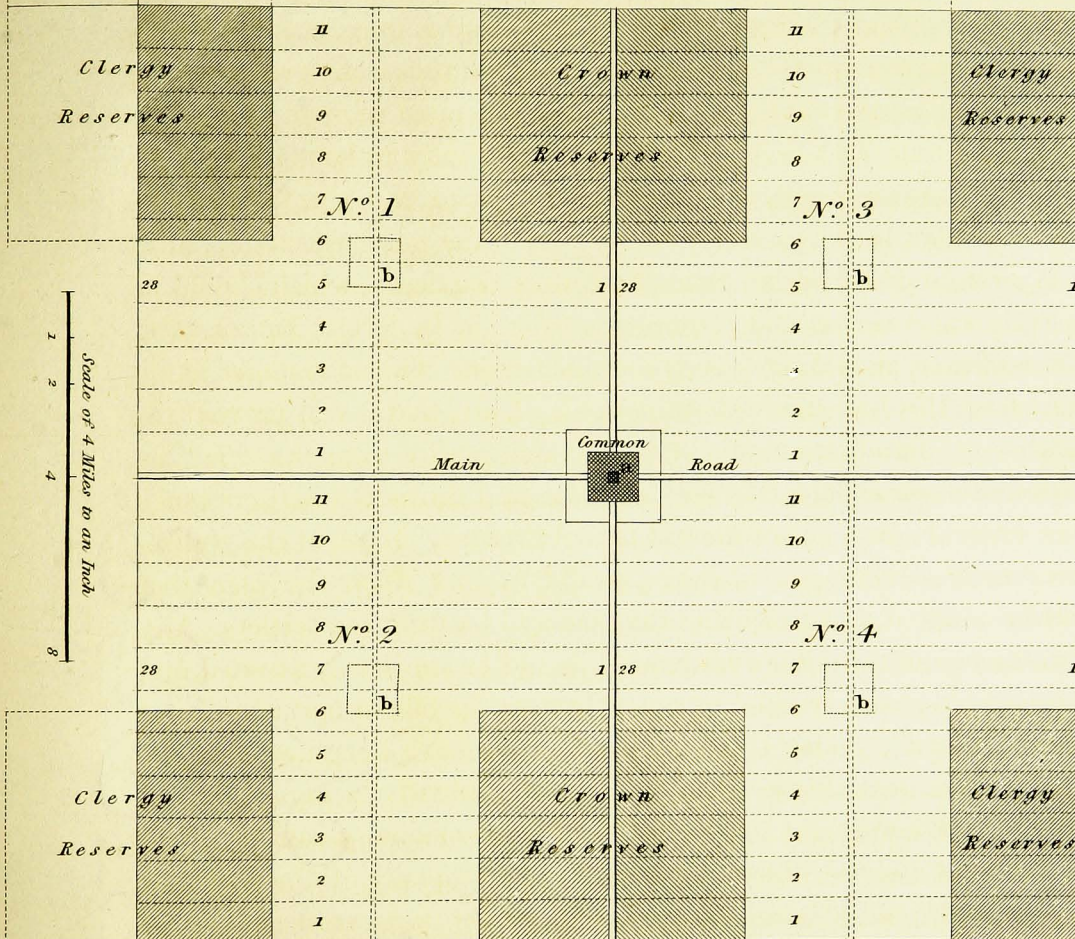 11 11
Clergy 10 Crown 10 Clergy
Reserves 9 9 Reserves
8 Reserves 8
7 Nº 1 7 Nº 3
6 6
b b
28 5 1 28 5 1
4 4
3 3
2 2
Common
1 1
Main a Road
11 11
10 10
9 9
8 Nº 2 8 Nº 4
28 7 1 28 7 1
b b
6 6
5 5
Clergy 4 Crown 4 Clergy
Reserves 3 Reserves 3 Reserves
2 2
1 1
1 2 4 8
Scale of 4 Miles to an Inch